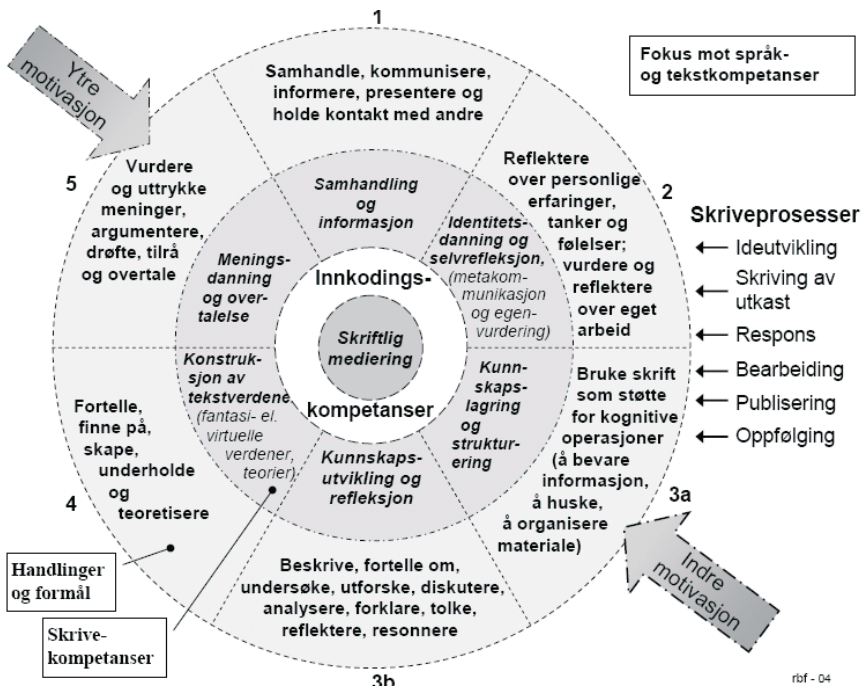 1
Samhandle, kommunisere,
informere, presentere og
holde kontakt med andre
Fokus mot språk-
og tekstkompetanser
Ytre
motivasjon
5
Vurdere
og uttrykke
meninger,
argumentere,
drøfte, tilrå
og overtale
Samhandling
og
informasjon
Reflektere
over personlige
erfaringer,
tanker og
følelser;
vurdere og
reflektere
over eget
arbeid
2
Menings-
danning
og over-
talelse
Identitets-
danning og
selvrefleksjon,
(metakom-
munikasjon
og egen-
vurdering)
Innkodings-
Skriftlig
mediering
kompetanser
Skriveprosesser
Ideutvikling
Skriving av
utkast
Respons
Bearbeiding
Publisering
Oppfølging
Konstruk-
sjon av
tekstverdener
(fantasi- el.
virtuelle
verdener,
teorier)
Kunn-
skaps-
lagring
og
struktur-
ering
Bruke skrift
som støtte
for kognitive
operasjoner
(å bevare
informasjon,
å huske,
å organisere
materiale)
3a
Fortelle,
finne på,
skape,
underholde
og
teoretisere
4
Kunnskaps-
utvikling og
refleksjon
Handlinger
og formål
Beskrive, fortelle om,
undersøke, utforske, diskutere,
analysere, forklare, tolke,
reflektere, resonnere
Indre
motivasjon
Skrive-
kompetanser
3b
rbf - 04